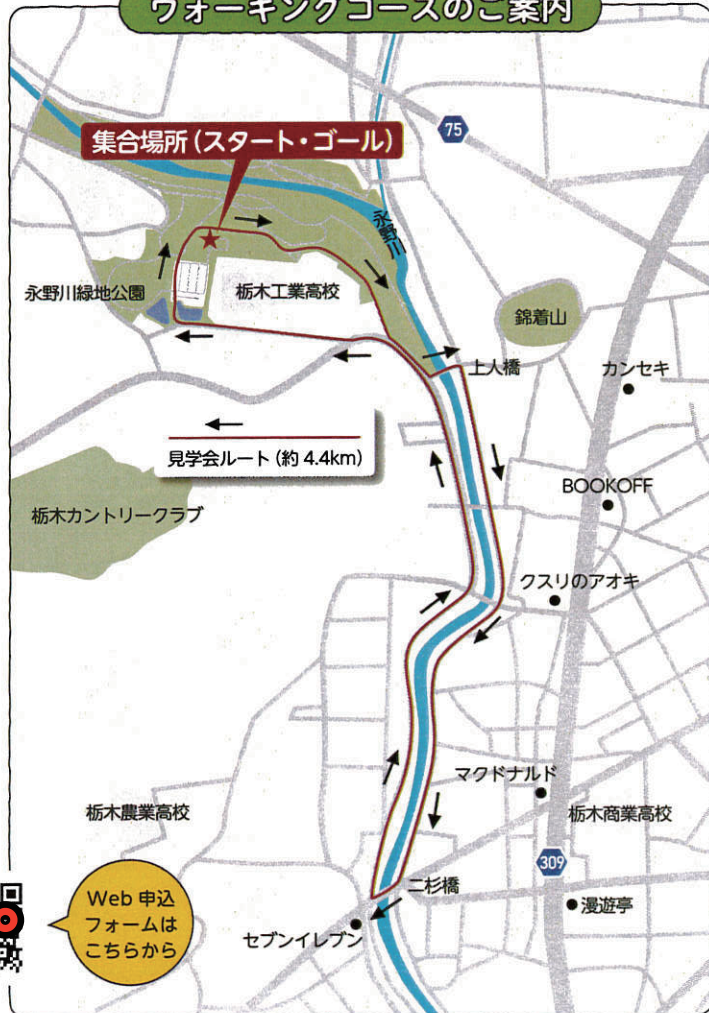 ウォーキングコースのご案内
75
集合場所(スタート・ゴール)
永野川
永野川緑地公園
栃木工業高校
錦着山
上人橋
カンセキ
見学会ルート(約 4.4km)
BOOKOFF
栃木カントリークラブ
クスリのアオキ
マクドナルド
栃木農業高校
栃木商業高校
309
二杉橋
漫遊亭
セブンイレブン
Web 申込
フォームは
こちらから